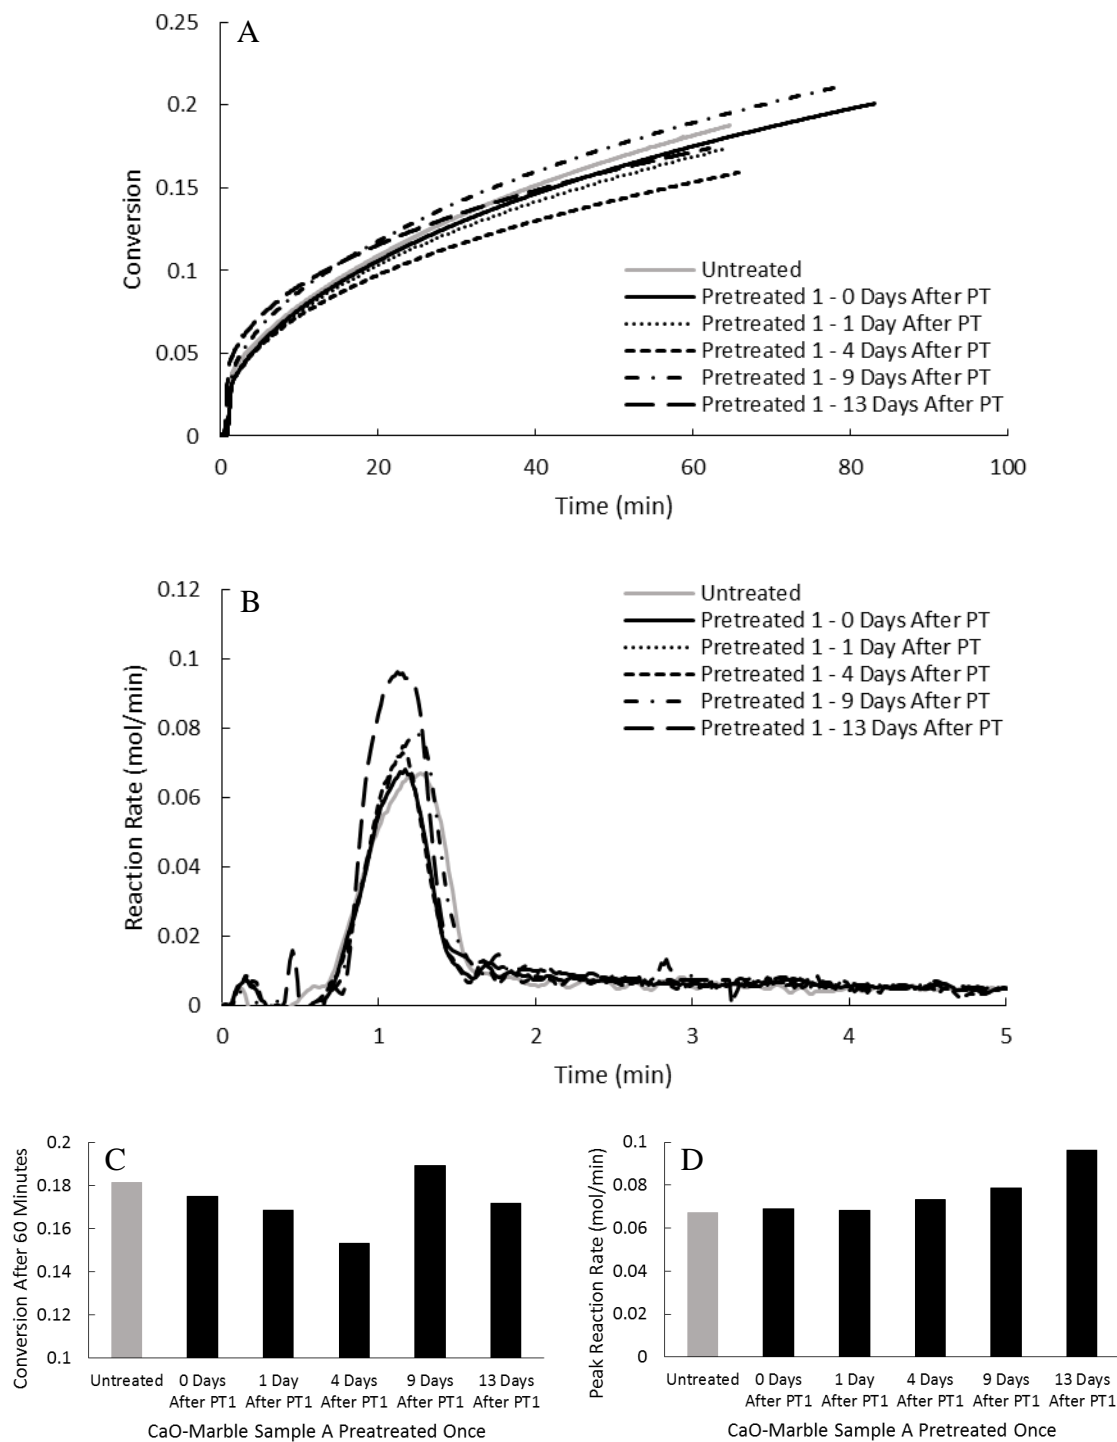 A
0.25
0.2
0.15
0.1
0.05
0
Conversion
0 20 40 60 80 100
Time (min)
Untreated
Pretreated 1 - 0 Days After PT
Pretreated 1 - 1 Day After PT
Pretreated 1 - 4 Days After PT
Pretreated 1 - 9 Days After PT
Pretreated 1 - 13 Days After PT
B
0.12
0.1
0.08
0.06
0.04
0.02
0
Reaction Rate (mol/min)
0 1 2 3 4 5
Time (min)
Untreated
Pretreated 1 - 0 Days After PT
Pretreated 1 - 1 Day After PT
Pretreated 1 - 4 Days After PT
Pretreated 1 - 9 Days After PT
Pretreated 1 - 13 Days After PT
C
0.2
0.18
0.16
0.14
0.12
0.1
Conversion After 60 Minutes
Untreated 0 Days 1 Day 4 Days 9 Days 13 Days
After PT1 After PT1 After PT1 After PT1 After PT1
CaO-Marble Sample A Preatreated Once
D
0.1
0.08
0.06
0.04
0.02
0
Peak Reaction Rate (mol/min)
Untreated 0 Days 1 Day 4 Days 9 Days 13 Days
After PT1 After PT1 After PT1 After PT1 After PT1
CaO-Marble Sample A Pretreated Once